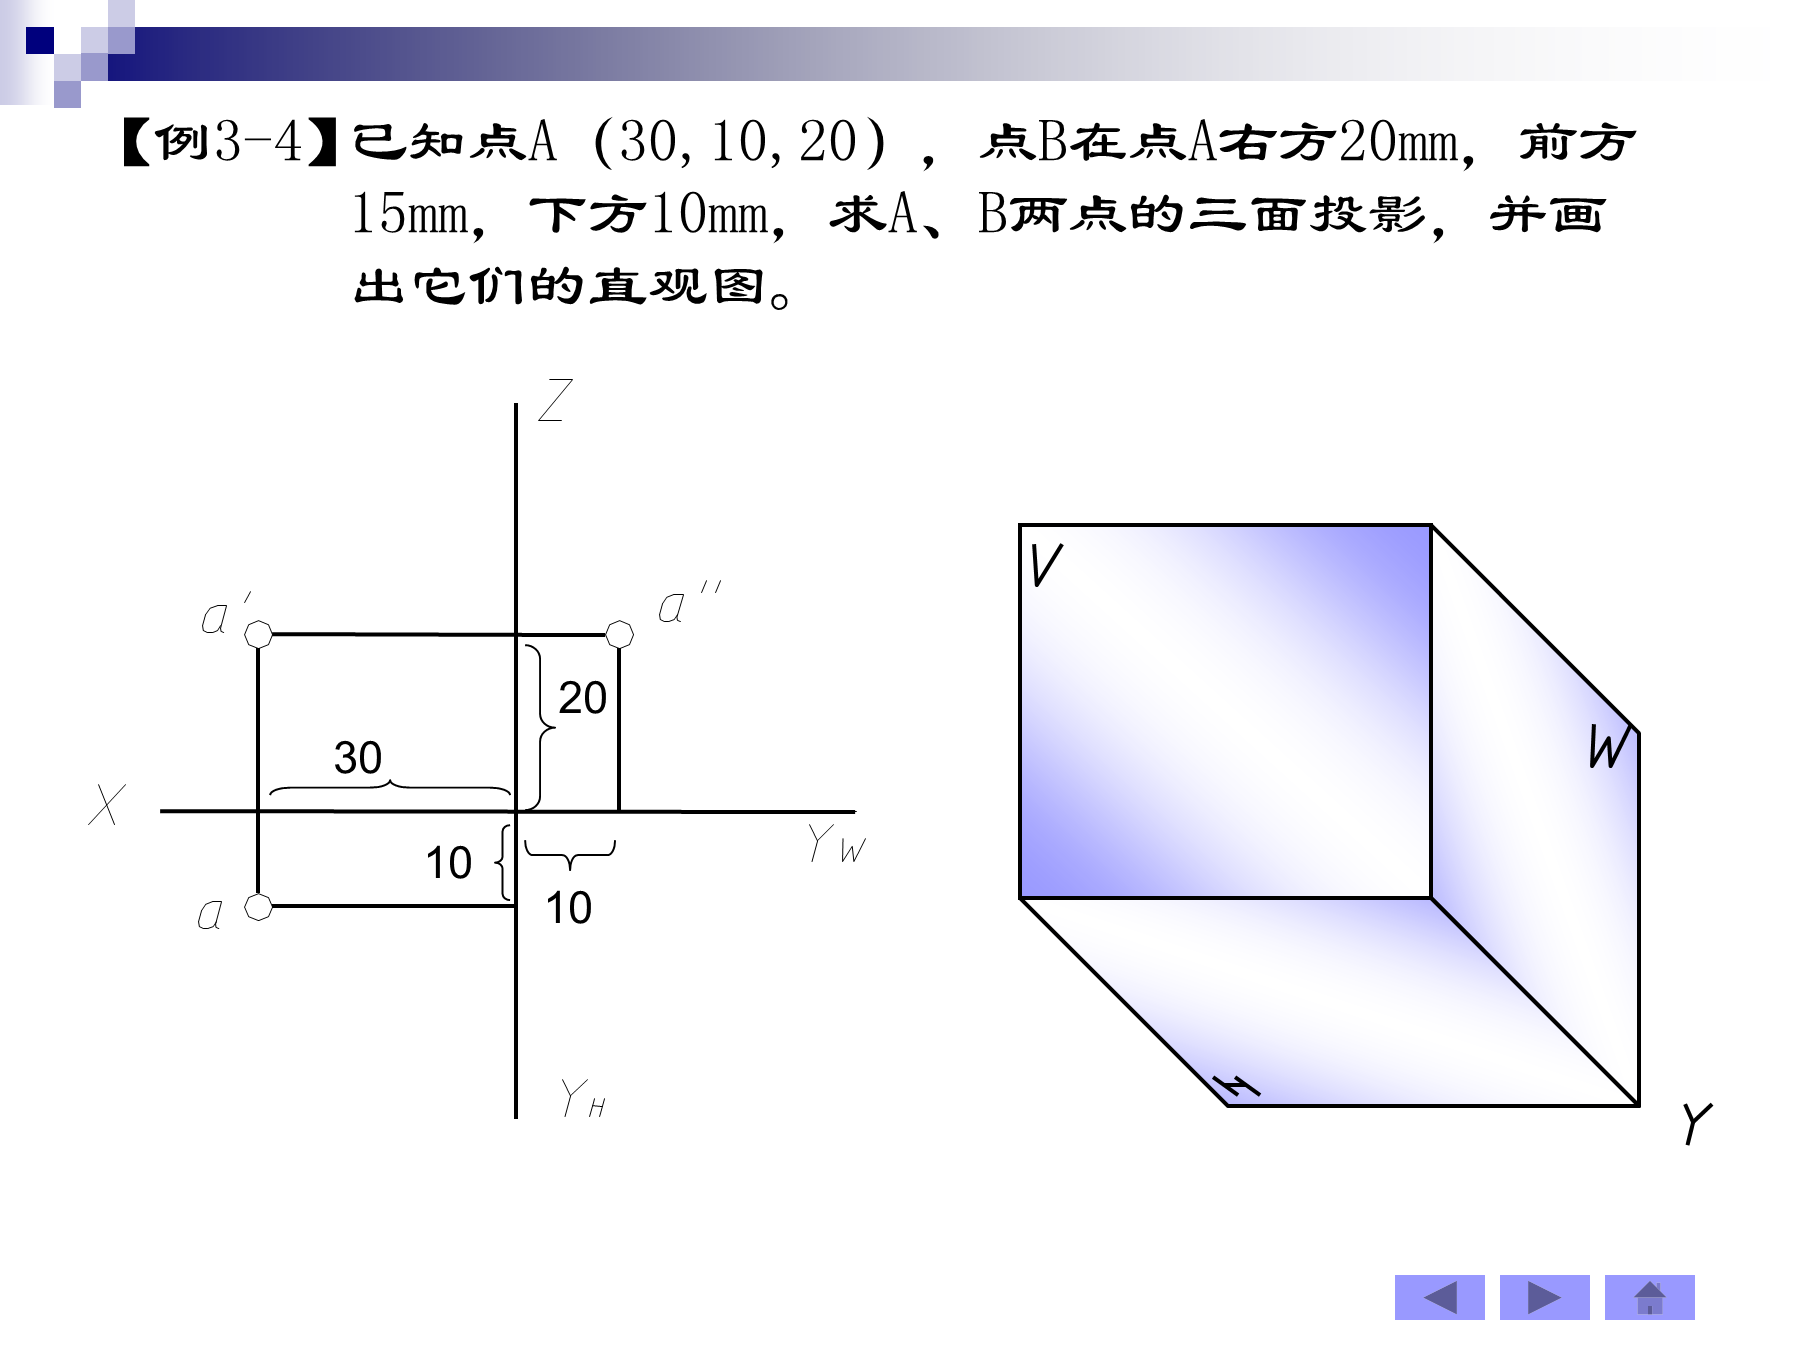 【例3-4】已知点A（30,10,20），点B在点A右方20mm，前方
15mm，下方10mm，求A、B两点的三面投影，并画
出它们的直观图。
Z
a′
a″
20
30
X
YW
10
10
a
YH
V
W
H
Y